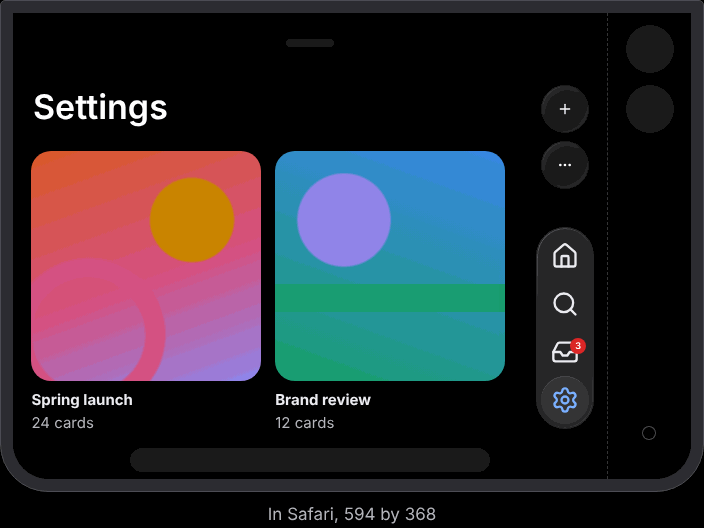 Settings
Spring launch
24 cards
Brand review
12 cards
3
In Safari, 594 by 368